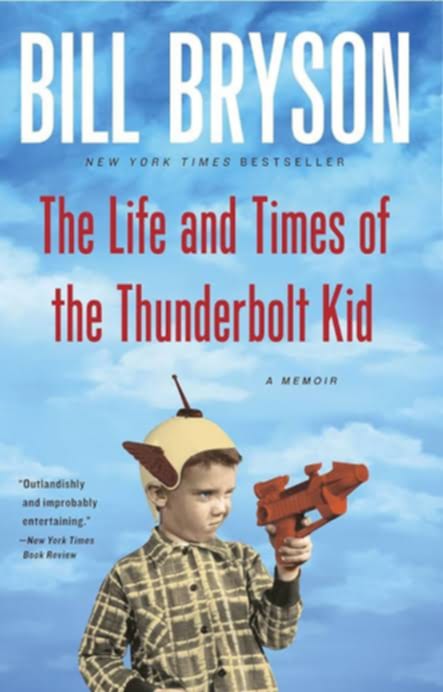 BILL BRYSON
NEW YORK TIMES BESTSELLER
The Life and Times of
the Thunderbolt Kid
A MEMOIR
"Outlandishly
and improbably
entertaining."
—New York Times
Book Review